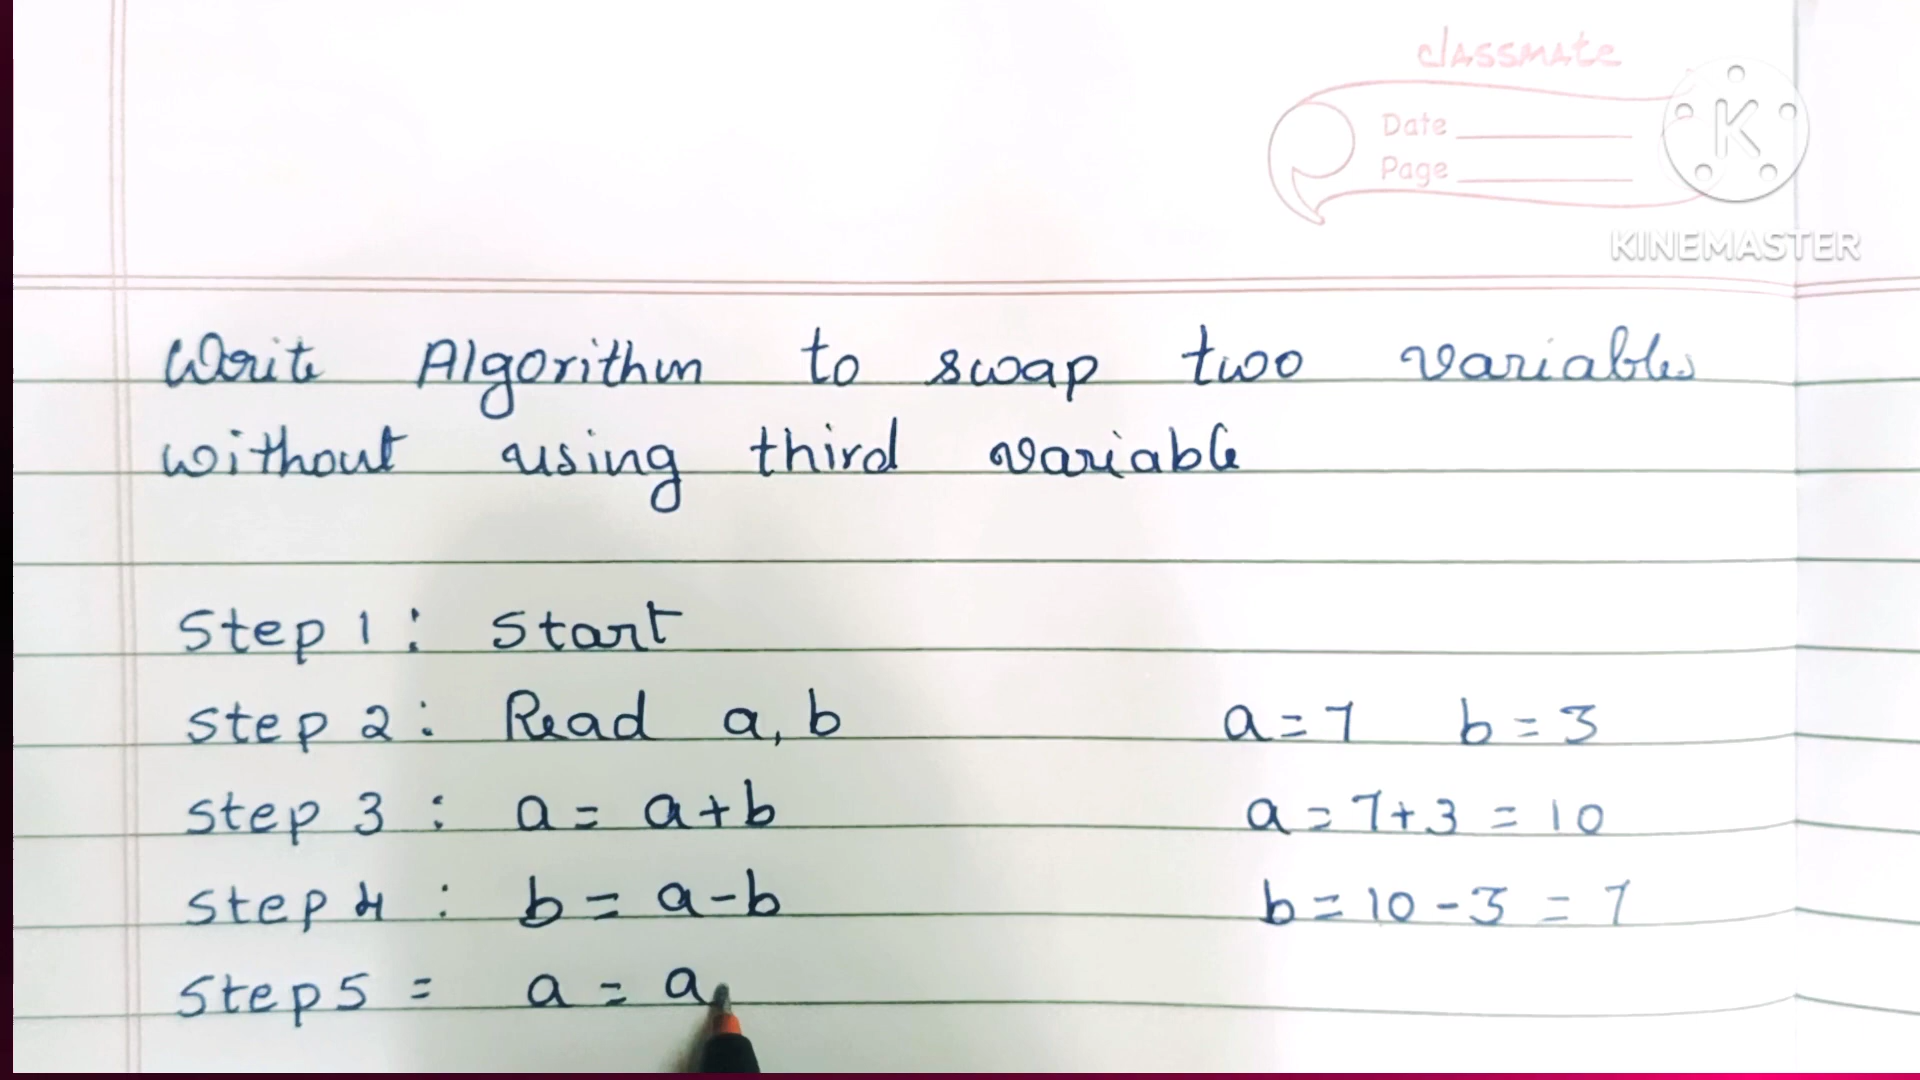 classmate
Date
Page
K
KINEMASTER
Write Algorithm to swap two variables
without using third variable
Step 1 : Start
Step 2 : Read a, b a = 7 b = 3
Step 3 : a = a+b a = 7+3 = 10
Step 4 : b = a-b b = 10-3 = 7
Step 5 = a = a